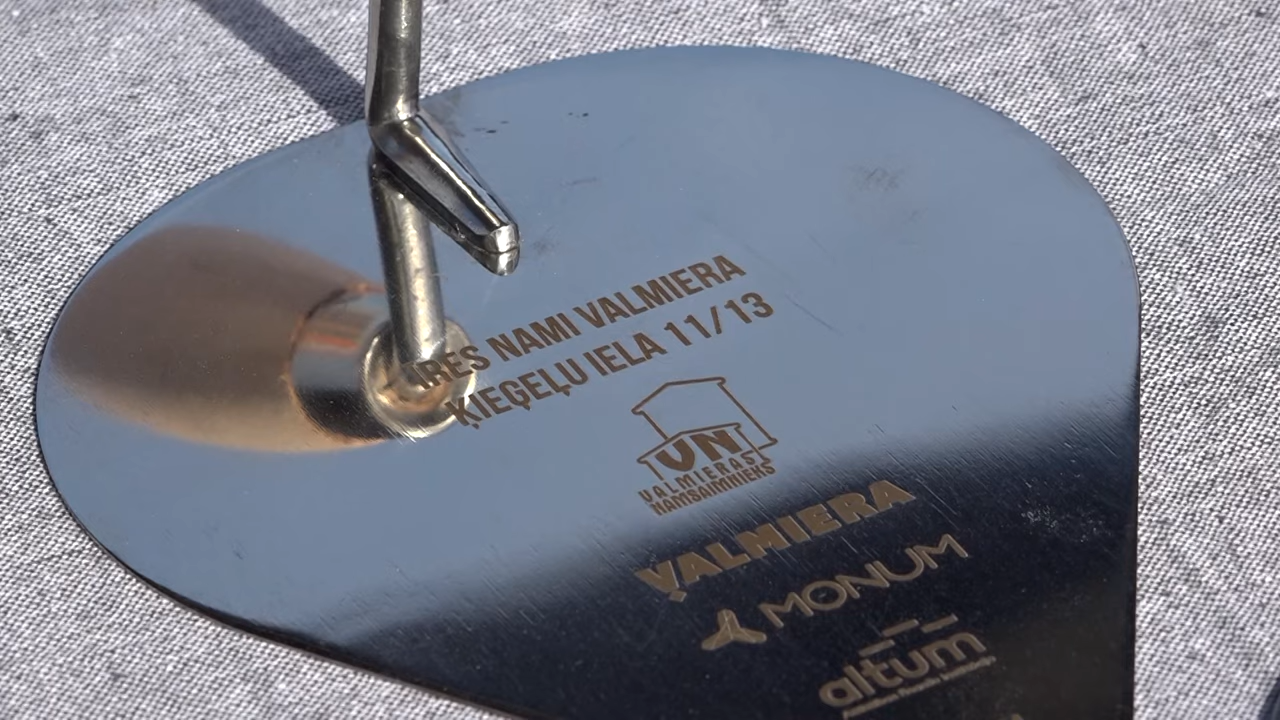 ĪRES NAMI VALMIERA
ĶIEĢEĻU IELA 11/13
VN
VALMIERAS
NAMSAIMNIEKS
VALMIERA
MONUM
altum